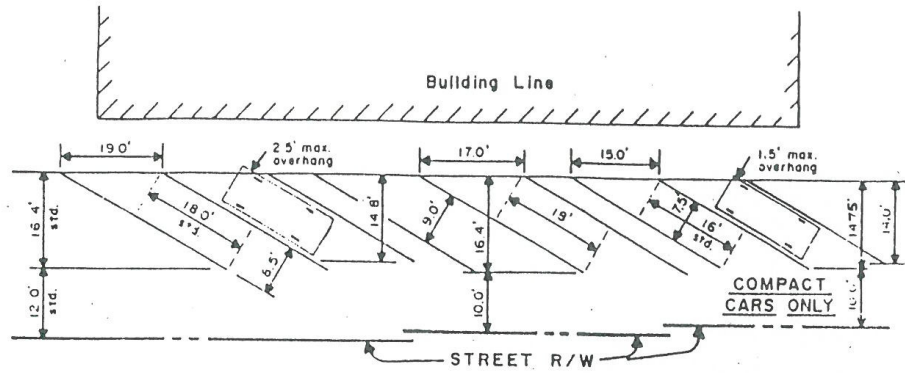 Building Line
19.0'
2.5' max.
overhang
17.0'
15.0'
1.5' max.
overhang
16.4'
std.
18.0'
std.
8.5'
14.8'
9.0'
16.4'
19'
7.5'
16'
std.
14.75'
14.0'
12.0'
std.
10.0'
COMPACT
CARS ONLY
STREET R/W